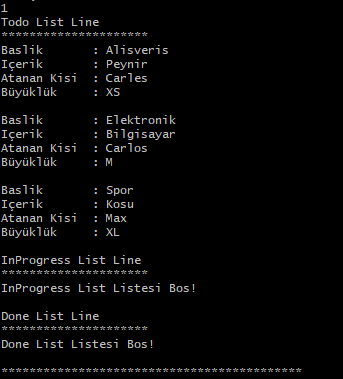 1
Todo List Line
*********************
Baslik : Alisveris
Içerik : Peynir
Atanan Kisi : Carles
Büyüklük : XS
Baslik : Elektronik
Içerik : Bilgisayar
Atanan Kisi : Carlos
Büyüklük : M
Baslik : Spor
Içerik : Kosu
Atanan Kisi : Max
Büyüklük : XL
InProgress List Line
*********************
InProgress List Listesi Bos!
Done List Line
*********************
Done List Listesi Bos!
*******************************************